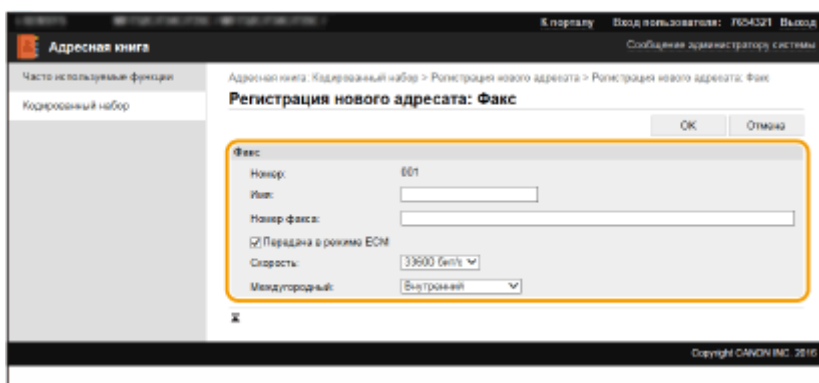 К порталу Вход пользователя: 7654321 Выход
Адресная книга Сообщение администратору системы
Часто используемые функции
Кодированный набор
Адресная книга: Кодированный набор > Регистрация нового адресата > Регистрация нового адресата: Факс
Регистрация нового адресата: Факс
OK Отмена
Факс
Номер: 001
Имя:
Номер факса:
Передача в режиме ECM
Скорость: 33600 бит/с
Междугородный: Внутренний
Copyright CANON INC. 2016